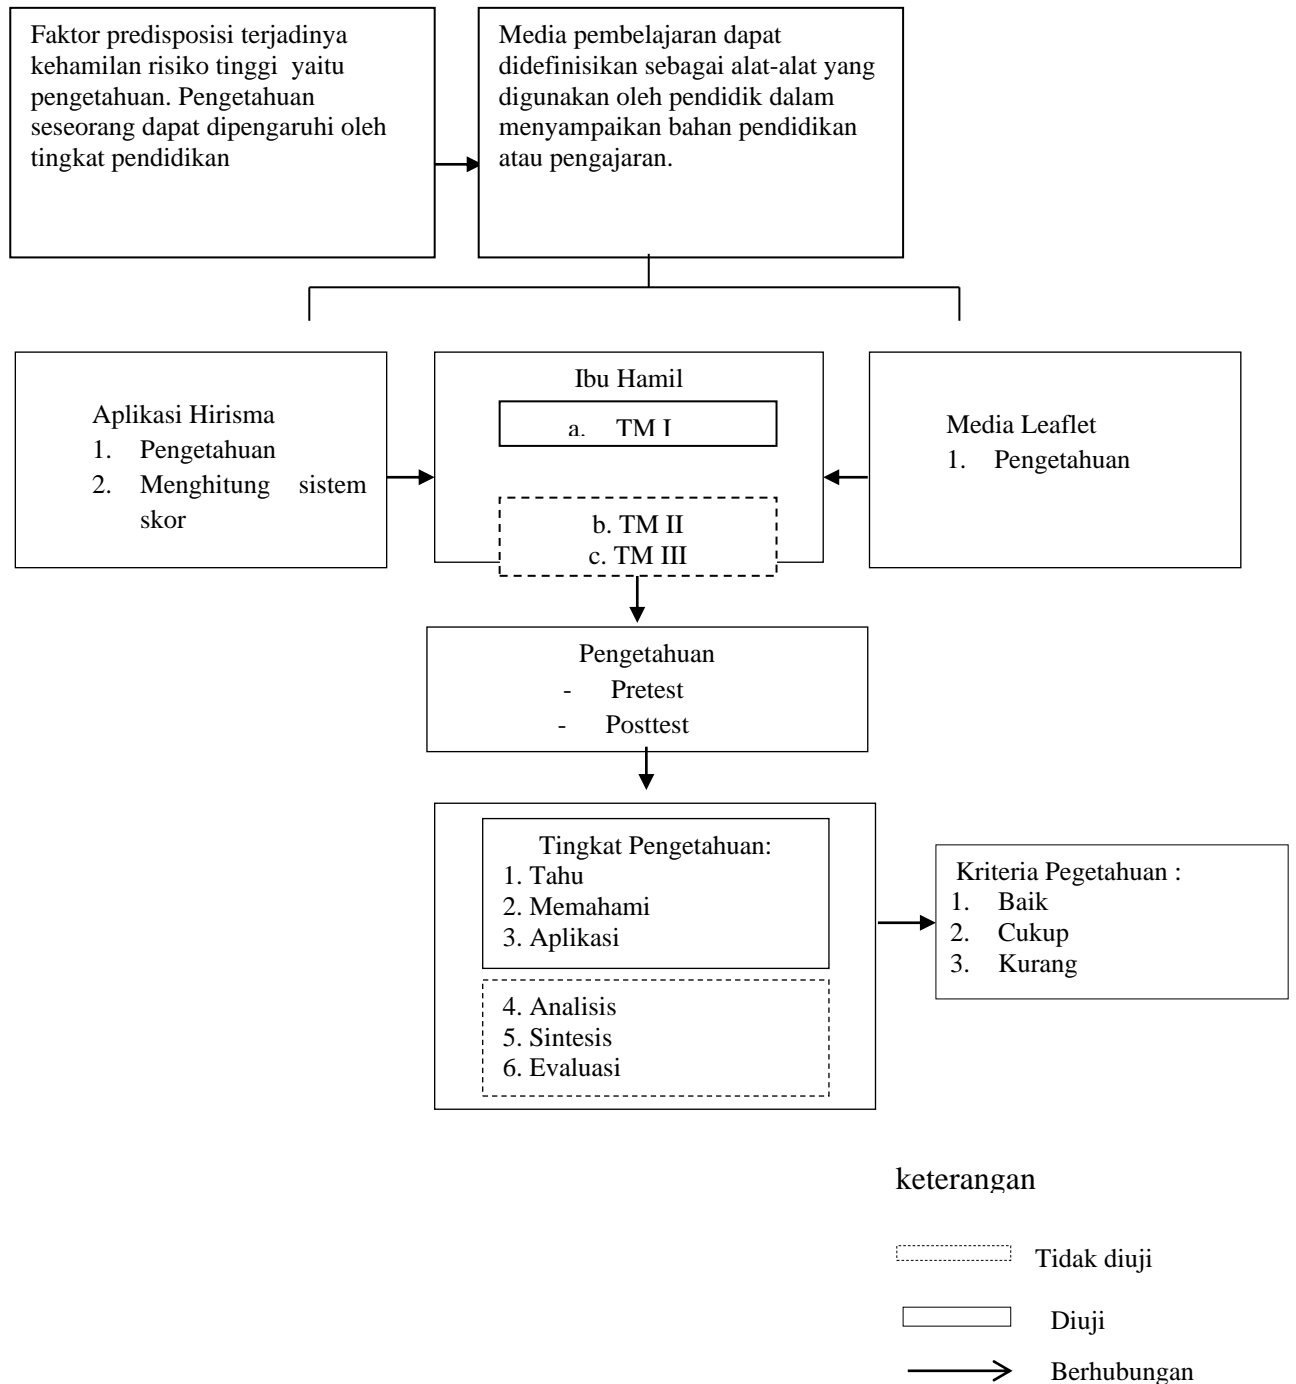 Faktor predisposisi terjadinya
kehamilan risiko tinggi yaitu
pengetahuan. Pengetahuan
seseorang dapat dipengaruhi oleh
tingkat pendidikan
Media pembelajaran dapat
didefinisikan sebagai alat-alat yang
digunakan oleh pendidik dalam
menyampaikan bahan pendidikan
atau pengajaran.
Aplikasi Hirisma
1. Pengetahuan
2. Menghitung sistem
skor
Ibu Hamil
a. TM I
b. TM II
c. TM III
Media Leaflet
1. Pengetahuan
Pengetahuan
- Pretest
- Posttest
Tingkat Pengetahuan:
1. Tahu
2. Memahami
3. Aplikasi
4. Analisis
5. Sintesis
6. Evaluasi
Kriteria Pegetahuan :
1. Baik
2. Cukup
3. Kurang
keterangan
Tidak diuji
Diuji
Berhubungan